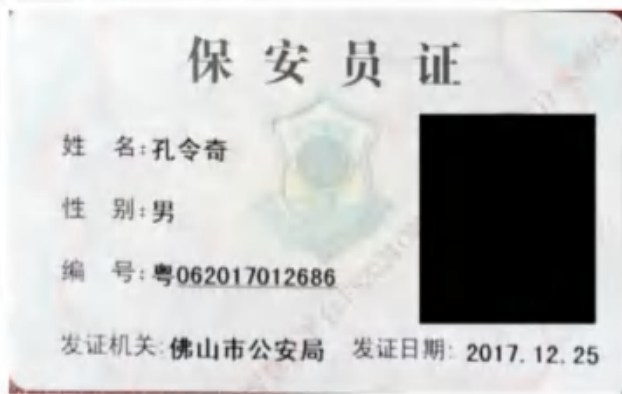 保安员证
姓 名:孔令奇
性 别:男
编 号:粤062017012686
发证机关:佛山市公安局 发证日期:2017.12.25